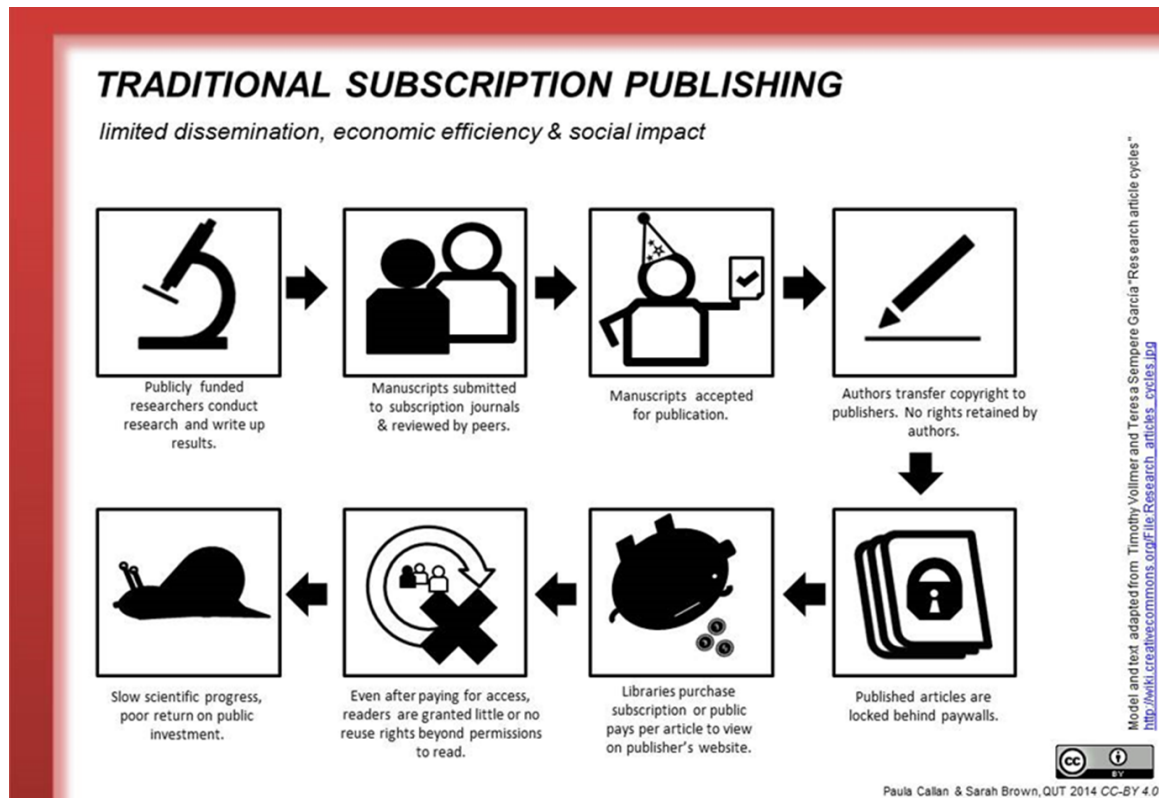 TRADITIONAL SUBSCRIPTION PUBLISHING
limited dissemination, economic efficiency & social impact
Publicly funded
researchers conduct
research and write up
results.
Manuscripts submitted
to subscription journals
& reviewed by peers.
Manuscripts accepted
for publication.
Authors transfer copyright to
publishers. No rights retained by
authors.
Published articles are
locked behind paywalls.
Libraries purchase
subscription or public
pays per article to view
on publisher's website.
Even after paying for access,
readers are granted little or no
reuse rights beyond permissions
to read.
Slow scientific progress,
poor return on public
investment.
Model and text adapted from Timothy Vollmer and Teresa Sempere García "Research article cycles"
http://wiki.creativecommons.org/File:Research_articles_cycles.jpg
cc
BY
Paula Callan & Sarah Brown, QUT 2014 CC-BY 4.0